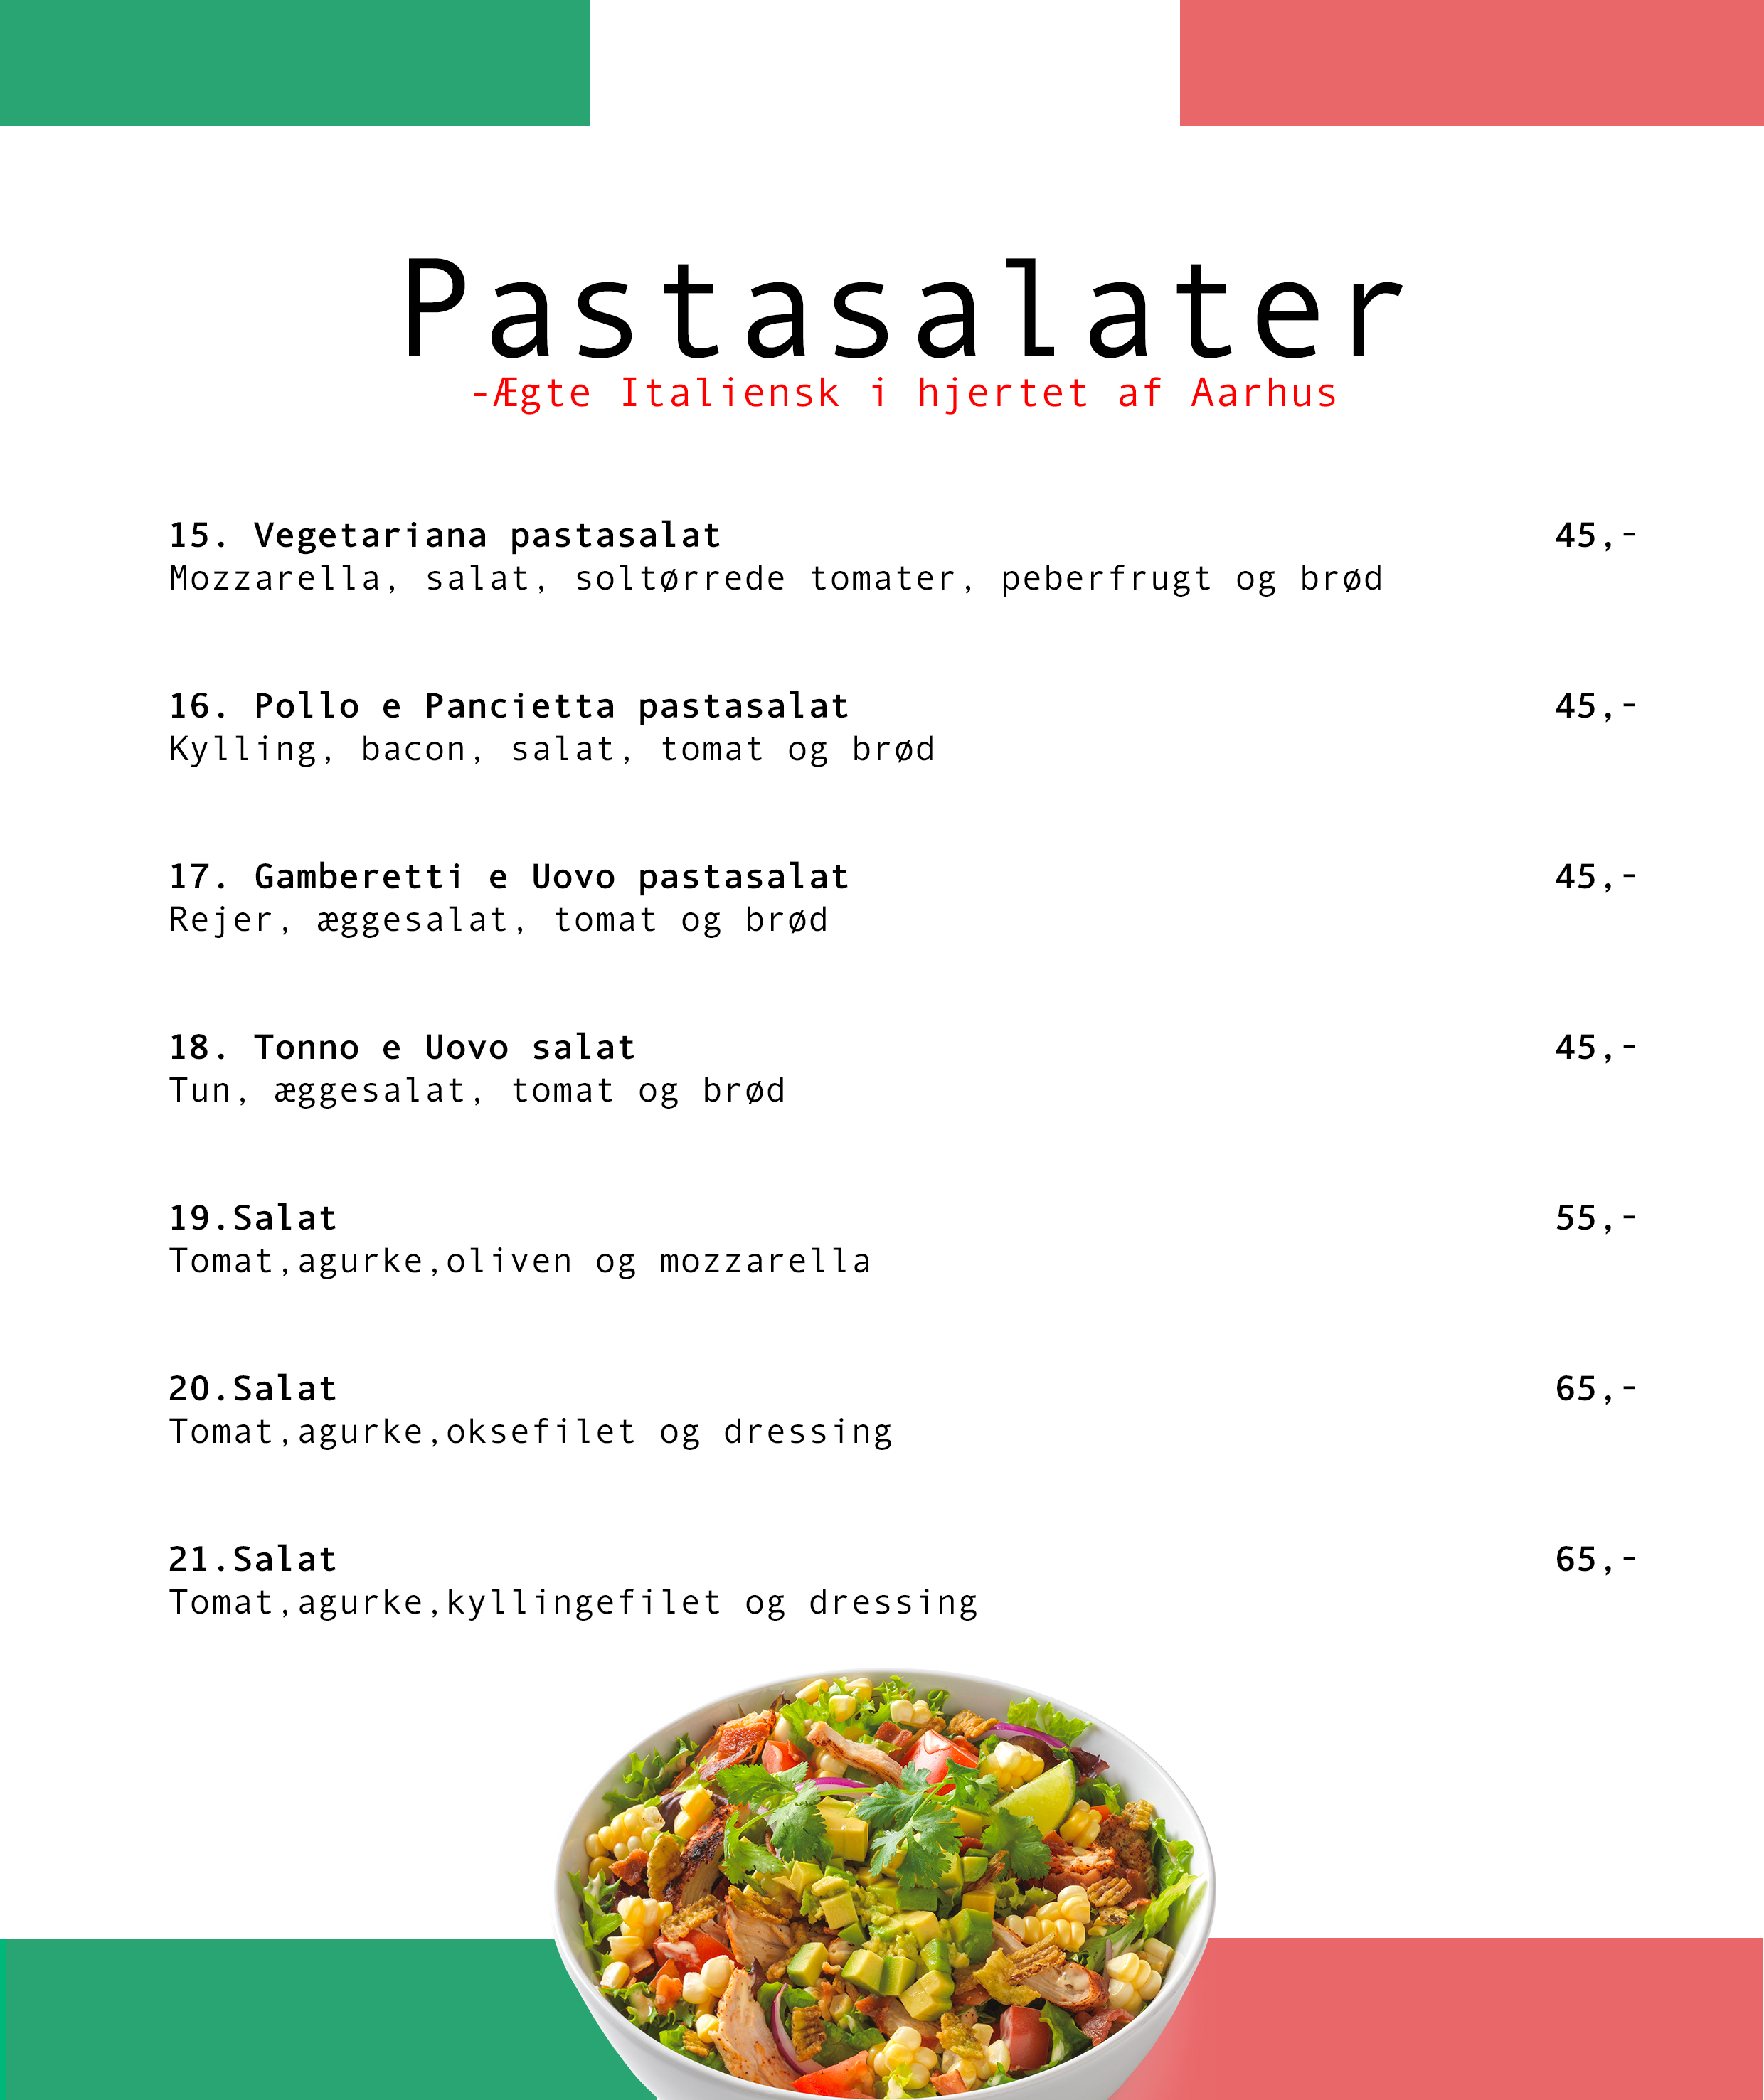 Pastasalater
-Ægte Italiensk i hjertet af Aarhus
15. Vegetariana pastasalat 45,-
Mozzarella, salat, soltørrede tomater, peberfrugt og brød
16. Pollo e Pancietta pastasalat 45,-
Kylling, bacon, salat, tomat og brød
17. Gamberetti e Uovo pastasalat 45,-
Rejer, æggesalat, tomat og brød
18. Tonno e Uovo salat 45,-
Tun, æggesalat, tomat og brød
19.Salat 55,-
Tomat,agurke,oliven og mozzarella
20.Salat 65,-
Tomat,agurke,oksefilet og dressing
21.Salat 65,-
Tomat,agurke,kyllingefilet og dressing